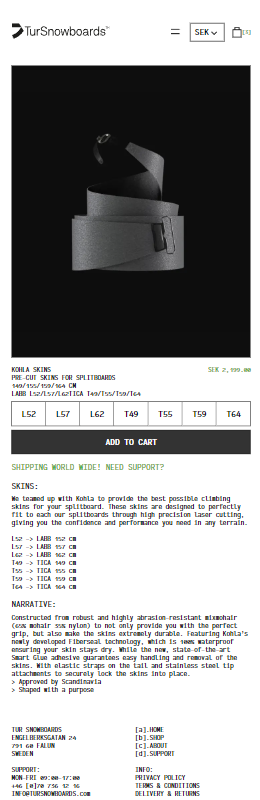 TurSnowboards™
SEK
[0]
KOHLA SKINS
SEK 2,199.00
PRE-CUT SKINS FOR SPLITBOARDS
149/155/159/164 CM
LABB L52/L57/L62TICA T49/T55/T59/T64
L52
L57
L62
T49
T55
T59
T64
ADD TO CART
SHIPPING WORLD WIDE! NEED SUPPORT?
SKINS:
We teamed up with Kohla to provide the best possible climbing
skins for your splitboard. These skins are designed to perfectly
fit to each our splitboards through high precision laser cutting,
giving you the confidence and performance you need in any terrain.
L52 -> LABB 152 cm
L57 -> LABB 157 cm
L62 -> LABB 162 cm
T49 -> TICA 149 cm
T55 -> TICA 155 cm
T59 -> TICA 159 cm
T64 -> TICA 164 cm
NARRATIVE:
Constructed from robust and highly abrasion-resistant mixmohair
(65% mohair 35% nylon) to not only provide you with the perfect
grip, but also make the skins extremely durable. Featuring Kohla's
newly developed Fiberseal technology, which is 100% waterproof
ensuring your skin stays dry. While the new, state-of-the-art
Smart Glue adhesive guarantees easy handling and removal of the
skins. With elastic straps on the tail and stainless steel tip
attachments to securely lock the skins into place.
> Approved by Scandinavia
> Shaped with a purpose
TUR SNOWBOARDS
ENGELBREKSGATAN 24
791 60 FALUN
SWEDEN
[a].HOME
[b].SHOP
[c].ABOUT
[d].SUPPORT
SUPPORT:
MON-FRI 09:00-17:00
+46 [0]70 736 12 16
INFO@TURSNOWBOARDS.com
INFO:
PRIVACY POLICY
TERMS & CONDITIONS
DELIVERY & RETURNS